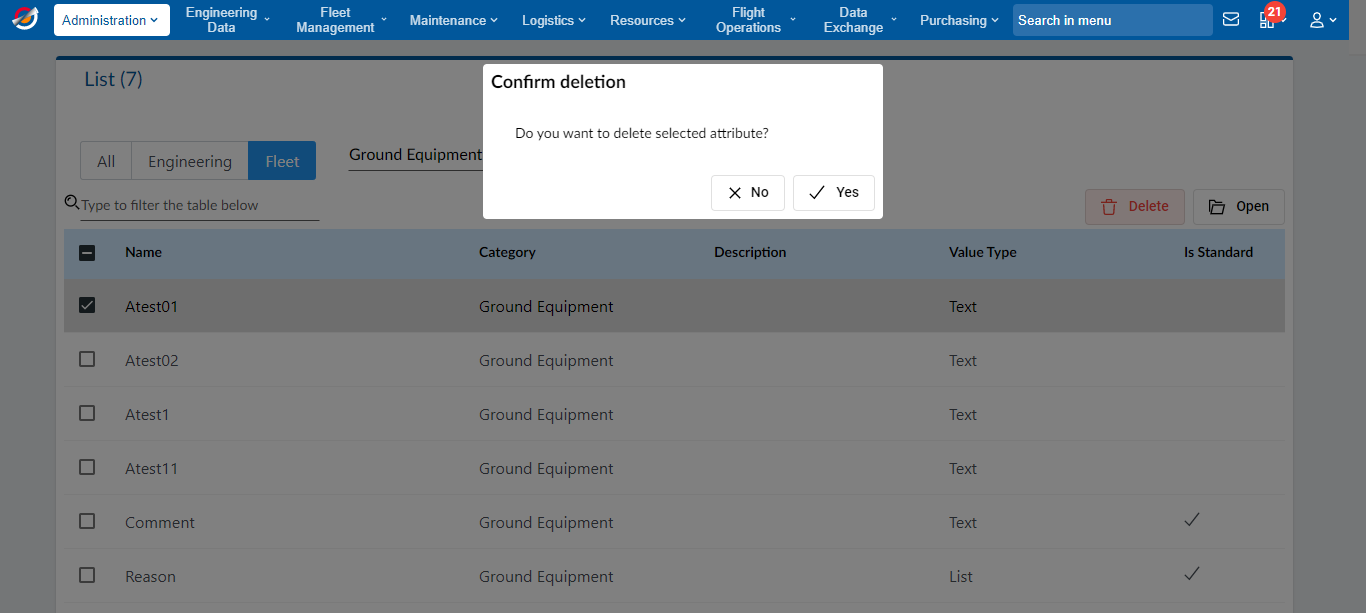 Administration
Engineering
Data
Fleet
Management
Maintenance
Logistics
Resources
Flight
Operations
Data
Exchange
Purchasing
Search in menu
21
List (7)
Confirm deletion
Do you want to delete selected attribute?
No
Yes
All
Engineering
Fleet
Ground Equipment
Type to filter the table below
Delete
Open
Name Category Description Value Type Is Standard
Atest01 Ground Equipment Text
Atest02 Ground Equipment Text
Atest1 Ground Equipment Text
Atest11 Ground Equipment Text
Comment Ground Equipment Text
Reason Ground Equipment List